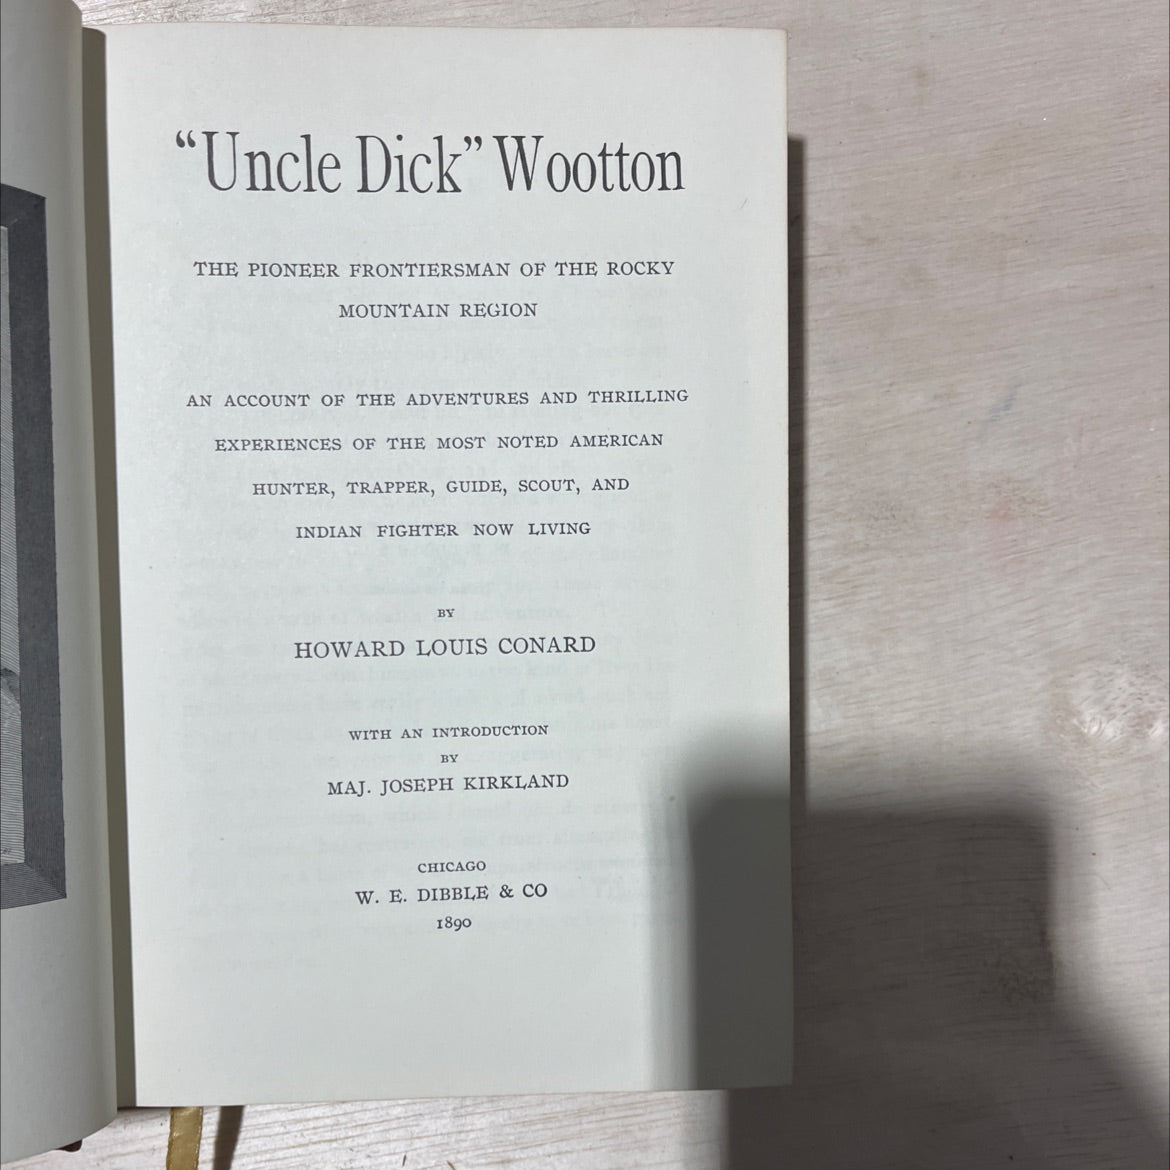 “Uncle Dick” Wootton
THE PIONEER FRONTIERSMAN OF THE ROCKY
MOUNTAIN REGION
AN ACCOUNT OF THE ADVENTURES AND THRILLING
EXPERIENCES OF THE MOST NOTED AMERICAN
HUNTER, TRAPPER, GUIDE, SCOUT, AND
INDIAN FIGHTER NOW LIVING
BY
HOWARD LOUIS CONARD
WITH AN INTRODUCTION
BY
MAJ. JOSEPH KIRKLAND
CHICAGO
W. E. DIBBLE & CO
1890